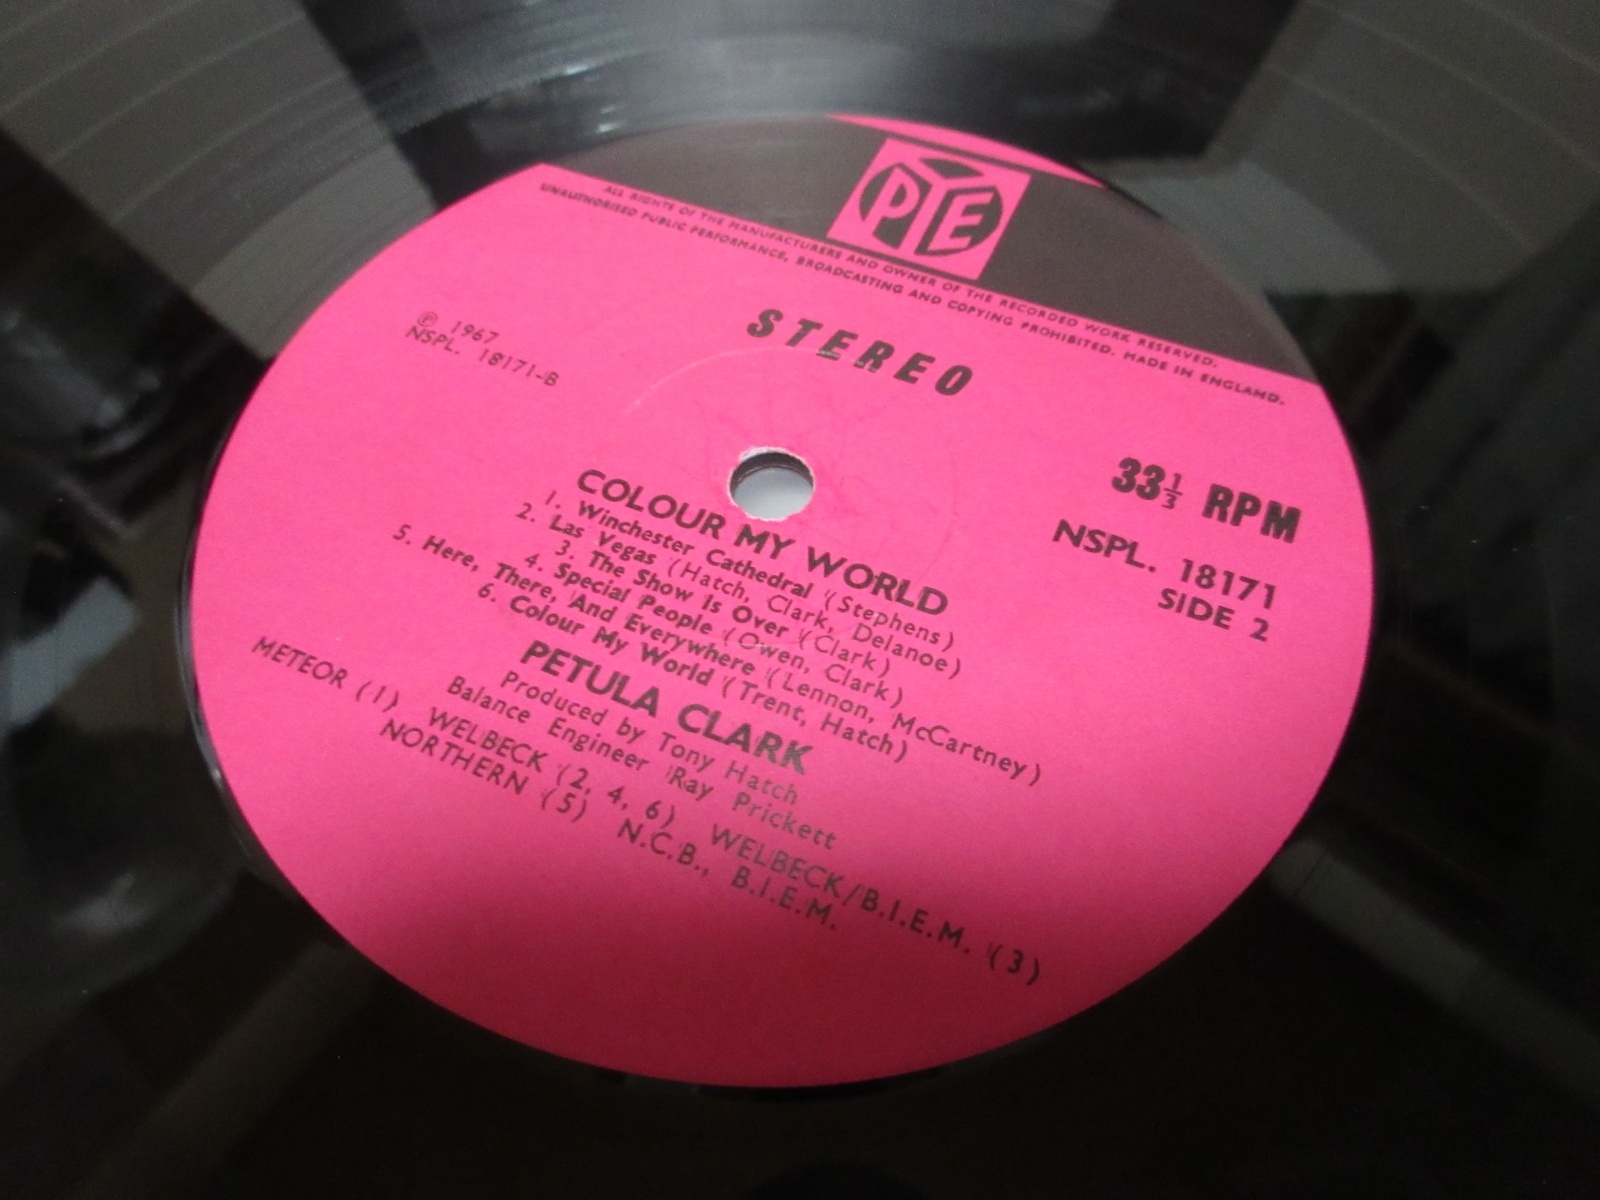 PYE
ALL RIGHTS OF THE MANUFACTURERS AND OWNER OF THE RECORDED WORK RESERVED.
UNAUTHORISED PUBLIC PERFORMANCE, BROADCASTING AND COPYING PROHIBITED. MADE IN ENGLAND.
STEREO
℗ 1967
NSPL. 18171-B
33⅓ RPM
NSPL. 18171
SIDE 2
COLOUR MY WORLD
1. Winchester Cathedral (Stephens)
2. Las Vegas (Hatch, Clark, Delanoe)
3. The Show Is Over (Clark)
4. Special People (Owen, Clark)
5. Here, There, And Everywhere (Lennon, McCartney)
6. Colour My World (Trent, Hatch)
PETULA CLARK
Produced by Tony Hatch
Balance Engineer Ray Prickett
METEOR (1) WELBECK (2, 4, 6) WELBECK/B.I.E.M. (3)
NORTHERN (5) N.C.B., B.I.E.M.